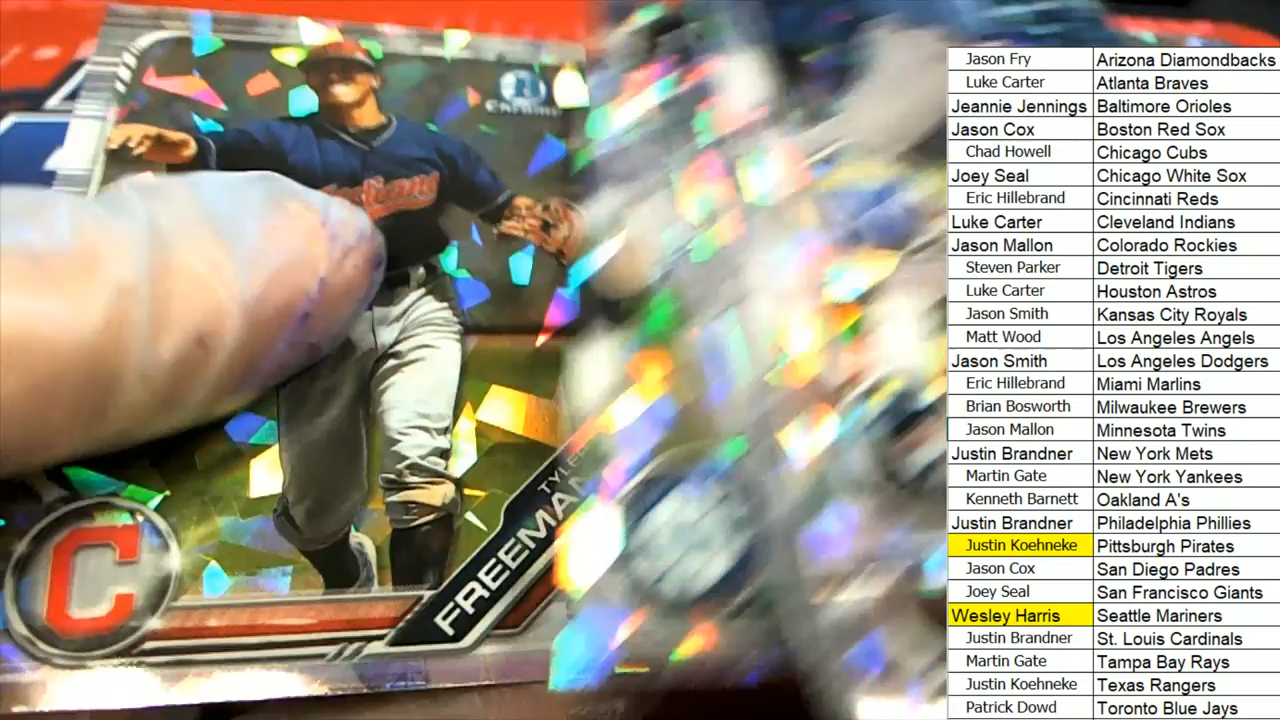 CHROME
Indians
TYLER
FREEMAN
C
Jason Fry Arizona Diamondbacks
Luke Carter Atlanta Braves
Jeannie Jennings Baltimore Orioles
Jason Cox Boston Red Sox
Chad Howell Chicago Cubs
Joey Seal Chicago White Sox
Eric Hillebrand Cincinnati Reds
Luke Carter Cleveland Indians
Jason Mallon Colorado Rockies
Steven Parker Detroit Tigers
Luke Carter Houston Astros
Jason Smith Kansas City Royals
Matt Wood Los Angeles Angels
Jason Smith Los Angeles Dodgers
Eric Hillebrand Miami Marlins
Brian Bosworth Milwaukee Brewers
Jason Mallon Minnesota Twins
Justin Brandner New York Mets
Martin Gate New York Yankees
Kenneth Barnett Oakland A's
Justin Brandner Philadelphia Phillies
Justin Koehneke Pittsburgh Pirates
Jason Cox San Diego Padres
Joey Seal San Francisco Giants
Wesley Harris Seattle Mariners
Justin Brandner St. Louis Cardinals
Martin Gate Tampa Bay Rays
Justin Koehneke Texas Rangers
Patrick Dowd Toronto Blue Jays